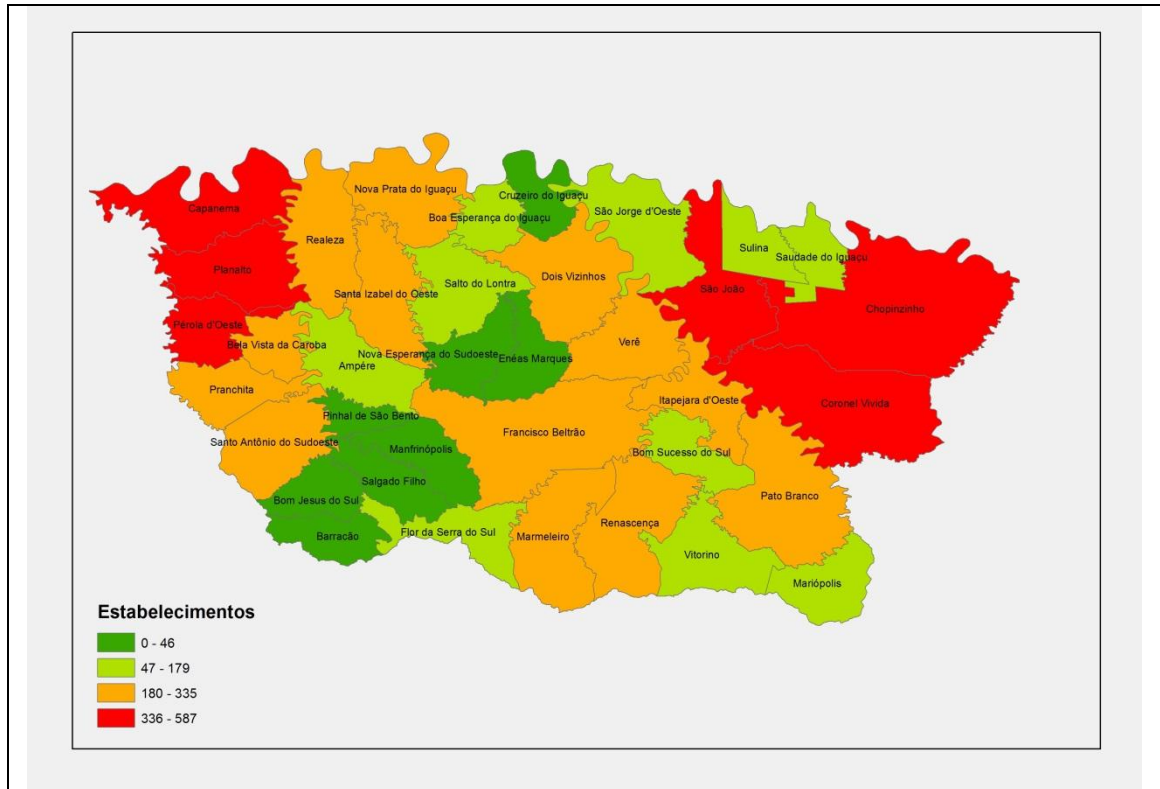 Nova Prata do Iguaçu
Cruzeiro do Iguaçu
Capanema
Boa Esperança do Iguaçu
São Jorge d'Oeste
Realeza
Sulina
Saudade do Iguaçu
Planalto
Dois Vizinhos
Salto do Lontra
Santa Izabel do Oeste
São João
Chopinzinho
Pérola d'Oeste
Bela Vista da Caroba
Verê
Nova Esperança do Sudoeste
Enéas Marques
Ampére
Pranchita
Itapejara d'Oeste
Coronel Vivida
Pinhal de São Bento
Francisco Beltrão
Santo Antônio do Sudoeste
Manfrinópolis
Bom Sucesso do Sul
Salgado Filho
Bom Jesus do Sul
Pato Branco
Renascença
Flor da Serra do Sul
Barracão
Marmeleiro
Vitorino
Mariópolis
Estabelecimentos
0 - 46
47 - 179
180 - 335
336 - 587